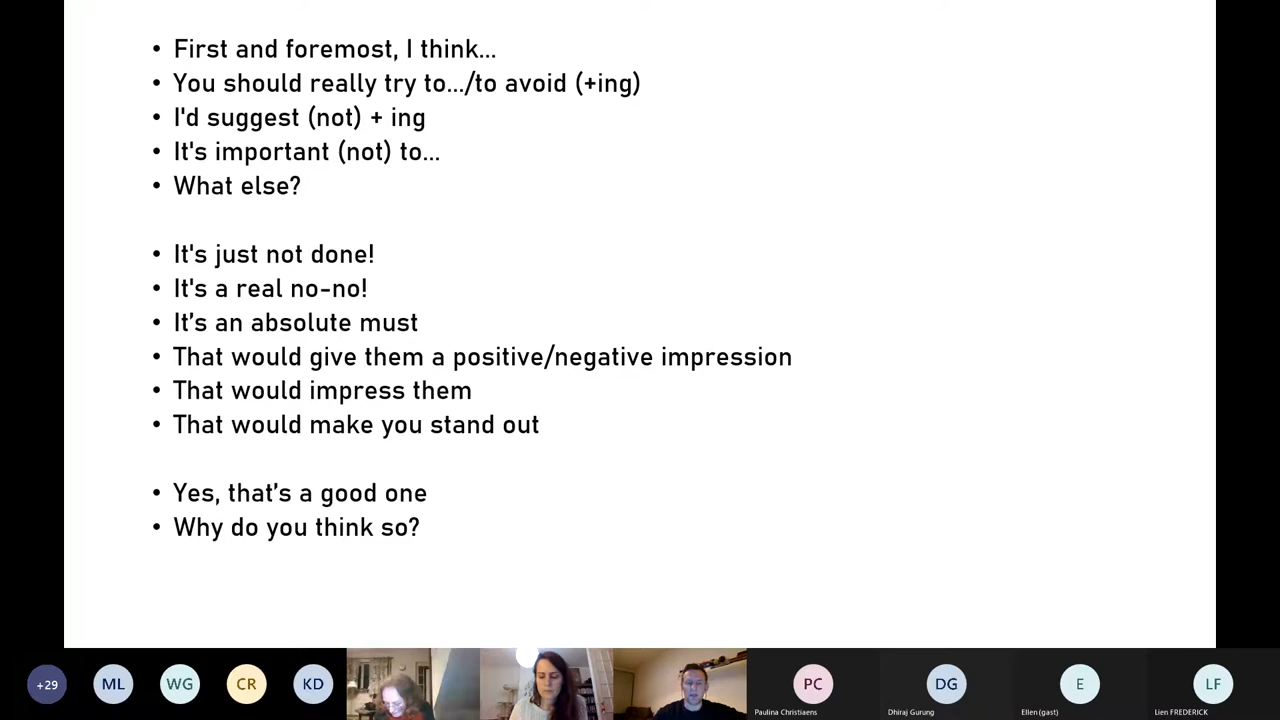 • First and foremost, I think...
• You should really try to.../to avoid (+ing)
• I'd suggest (not) + ing
• It's important (not) to...
• What else?
• It's just not done!
• It's a real no-no!
• It’s an absolute must
• That would give them a positive/negative impression
• That would impress them
• That would make you stand out
• Yes, that’s a good one
• Why do you think so?
+29 ML WG CR KD PC DG E LF
Paulina Christiaens Dhiraj Gurung Ellen (gast) Lien FREDERICK